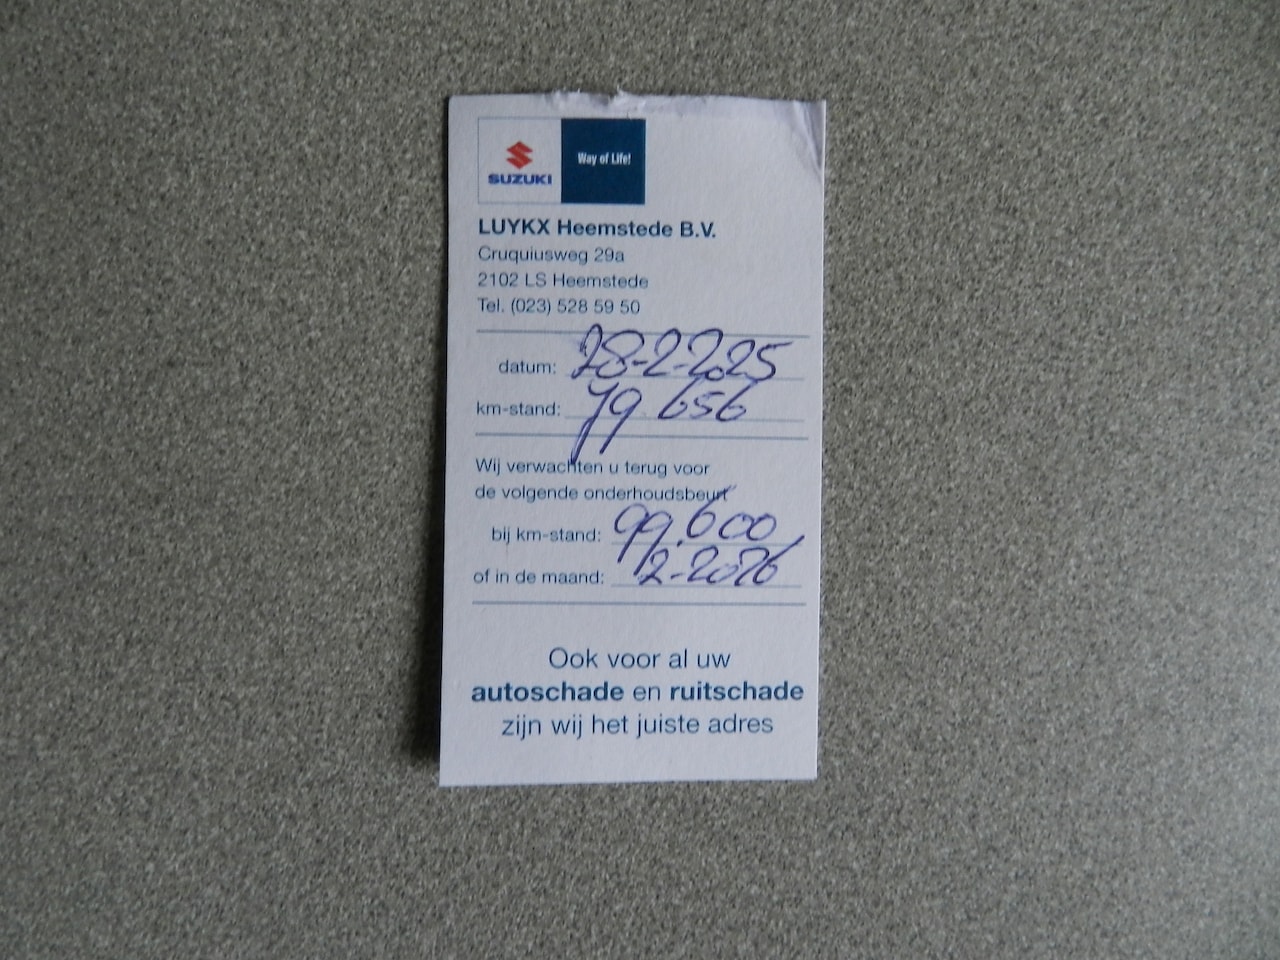 SUZUKI
Way of Life!
LUYKX Heemstede B.V.
Cruquiusweg 29a
2102 LS Heemstede
Tel. (023) 528 59 50
datum: 28-2-2025
km-stand: 79.656
Wij verwachten u terug voor
de volgende onderhoudsbeurt
bij km-stand: 99.600
of in de maand: 2-2026
Ook voor al uw
autoschade en ruitschade
zijn wij het juiste adres